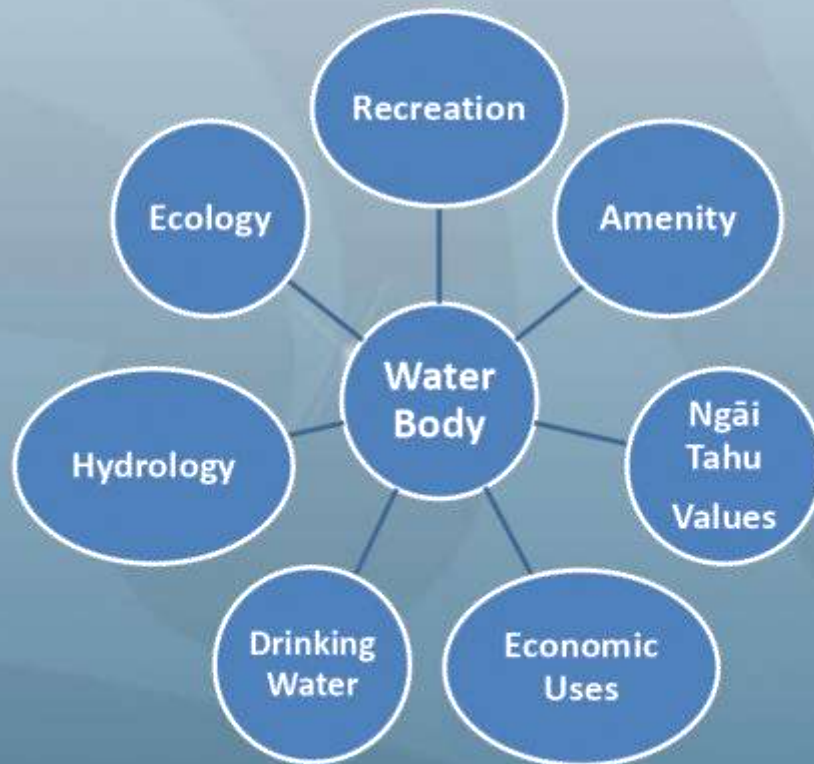 Recreation
Ecology
Amenity
Water
Body
Ngāi
Tahu
Values
Hydrology
Drinking
Water
Economic
Uses